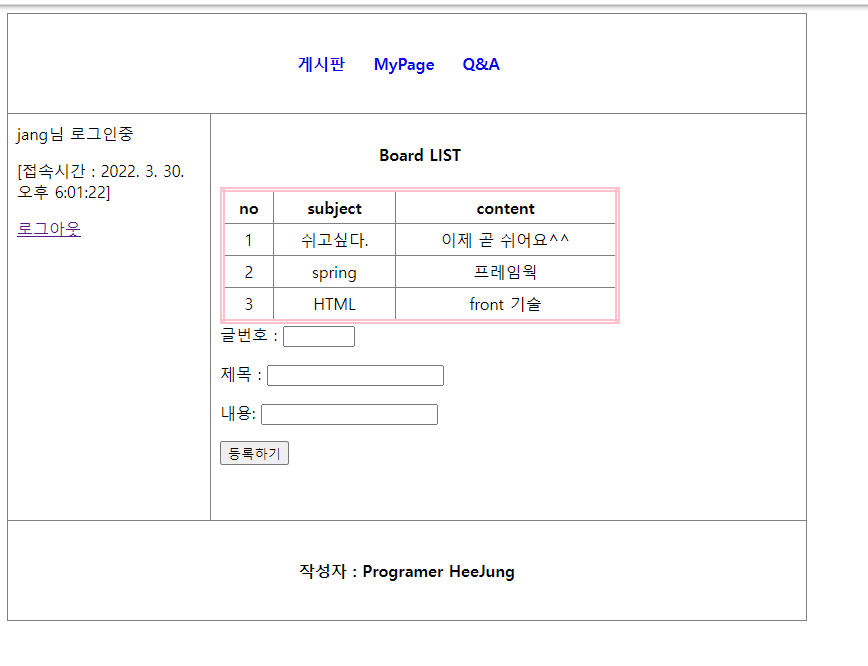 게시판 MyPage Q&A
jang님 로그인중
[접속시간 : 2022. 3. 30.
오후 6:01:22]
로그아웃
Board LIST
no subject content
1 쉬고싶다. 이제 곧 쉬어요^^
2 spring 프레임웍
3 HTML front 기술
글번호 :
제목 :
내용:
등록하기
작성자 : Programer HeeJung